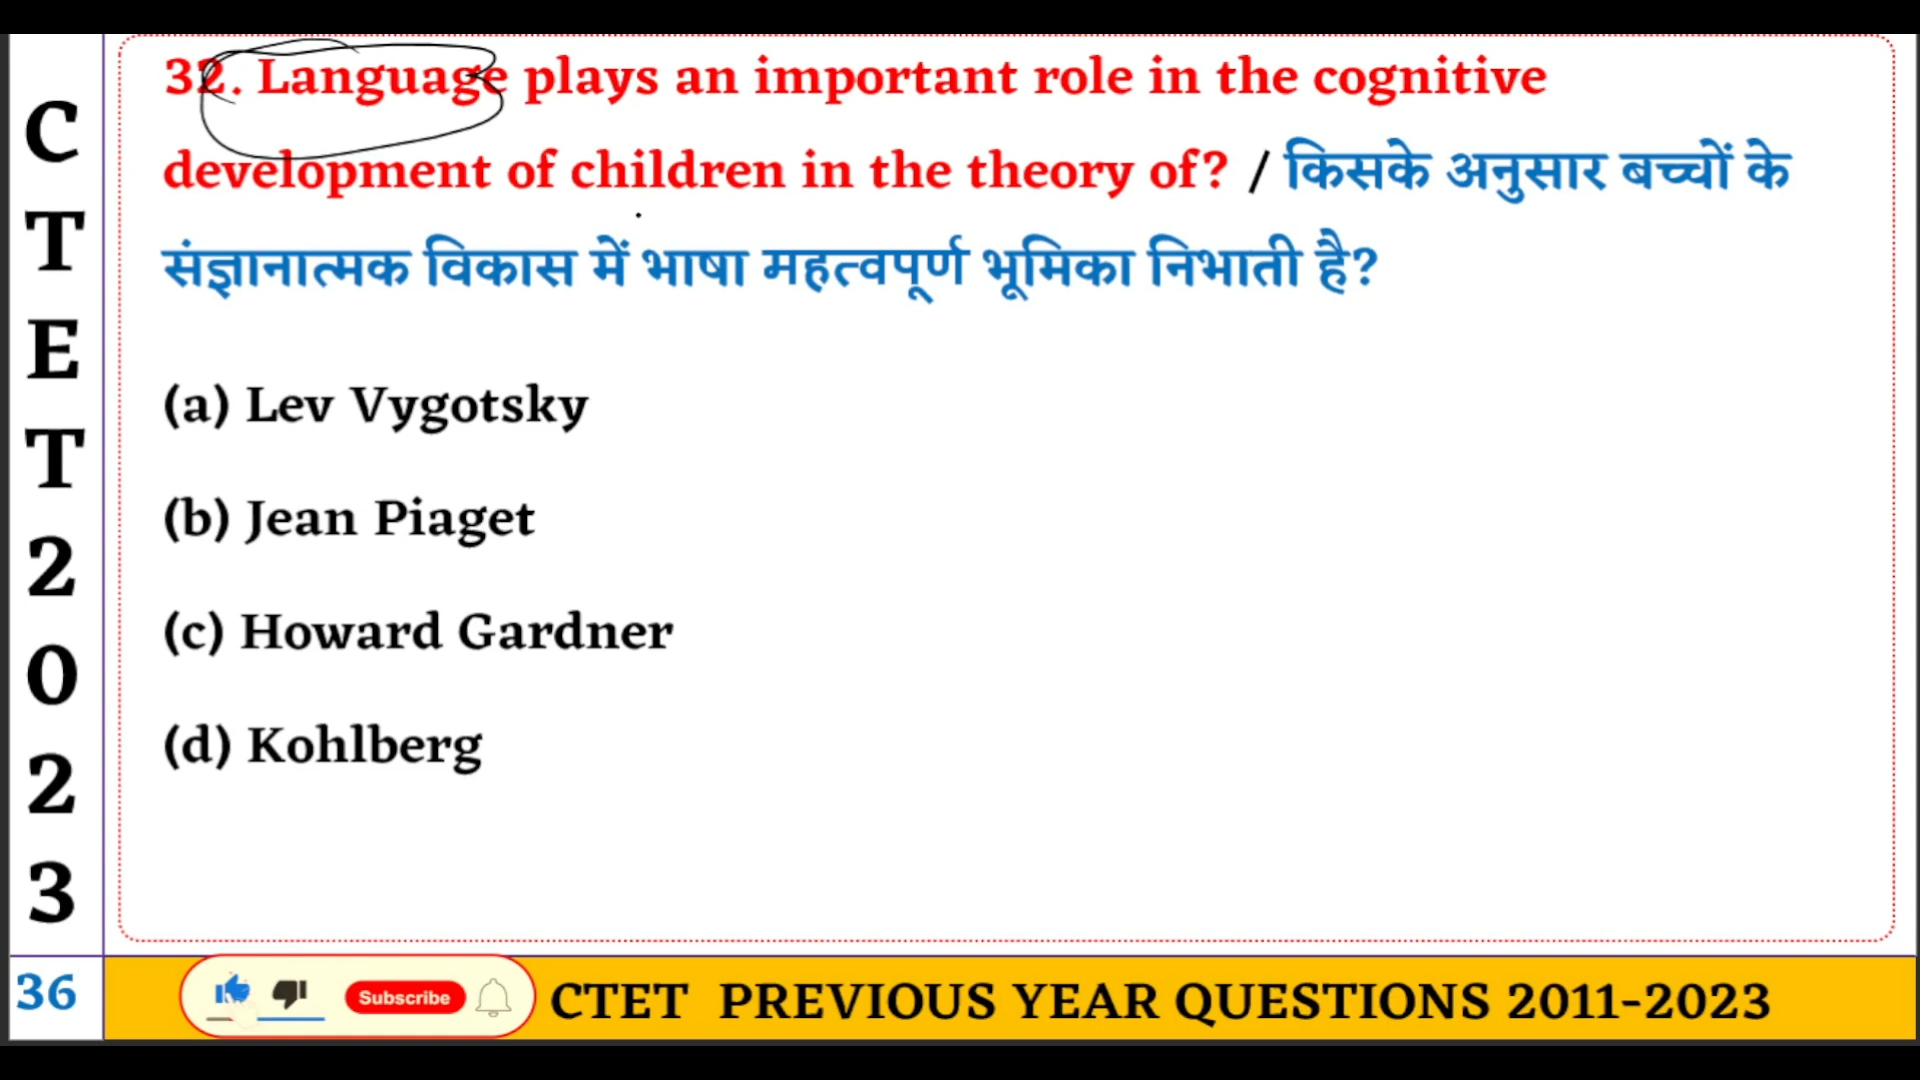 32. Language plays an important role in the cognitive
development of children in the theory of? / किसके अनुसार बच्चों के
संज्ञानात्मक विकास में भाषा महत्वपूर्ण भूमिका निभाती है?
(a) Lev Vygotsky
(b) Jean Piaget
(c) Howard Gardner
(d) Kohlberg
C
T
E
T
2
0
2
3
36
Subscribe
CTET PREVIOUS YEAR QUESTIONS 2011-2023